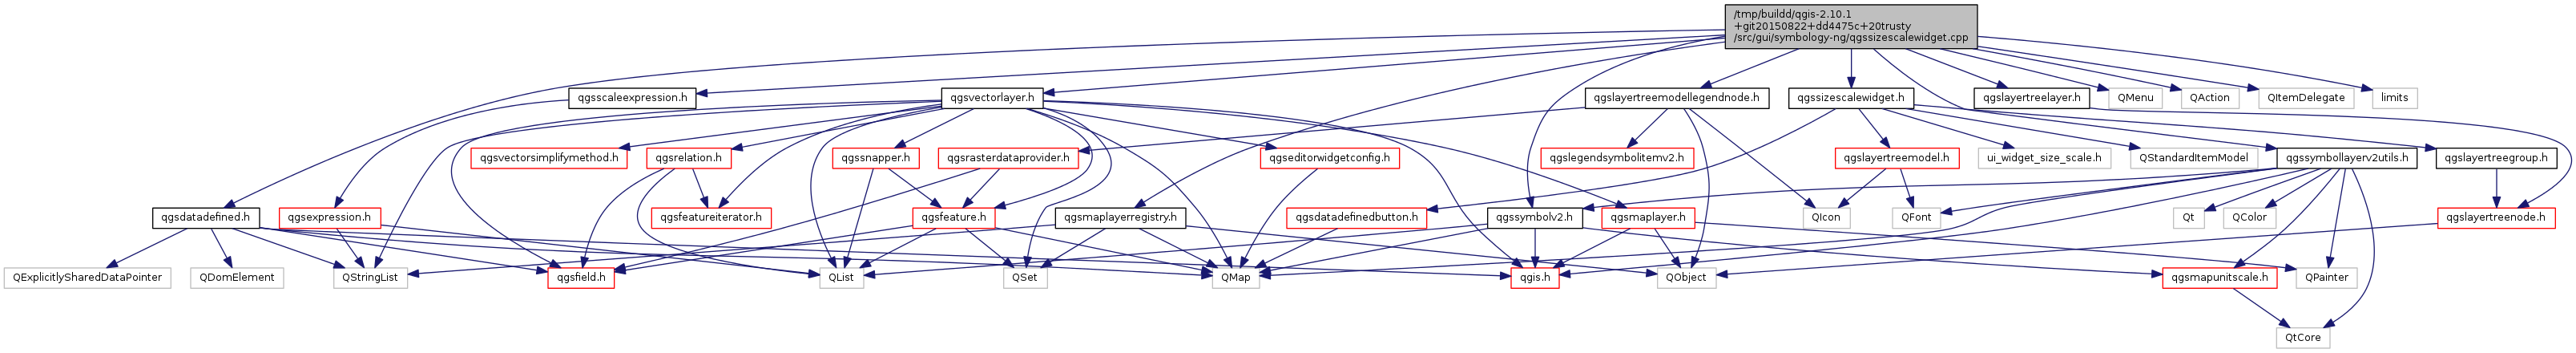 /tmp/buildd/qgis-2.10.1
+git20150822+dd4475c+20trusty
/src/gui/symbology-ng/qgssizescalewidget.cpp
qgsscaleexpression.h
qgsvectorlayer.h
qgslayertreemodellegendnode.h
qgssizescalewidget.h
qgslayertreelayer.h
QMenu
QAction
QItemDelegate
limits
qgsvectorsimplifymethod.h
qgsrelation.h
qgssnapper.h
qgsrasterdataprovider.h
qgseditorwidgetconfig.h
qgslegendsymbolitemv2.h
qgslayertreemodel.h
ui_widget_size_scale.h
QStandardItemModel
qgssymbollayerv2utils.h
qgslayertreegroup.h
qgsdatadefined.h
qgsexpression.h
qgsfeatureiterator.h
qgsfeature.h
qgsmaplayerregistry.h
qgsdatadefinedbutton.h
qgssymbolv2.h
qgsmaplayer.h
QIcon
QFont
Qt
QColor
qgslayertreenode.h
QExplicitlySharedDataPointer
QDomElement
QStringList
qgsfield.h
QList
QSet
QMap
qgis.h
QObject
qgsmapunitscale.h
QPainter
QtCore